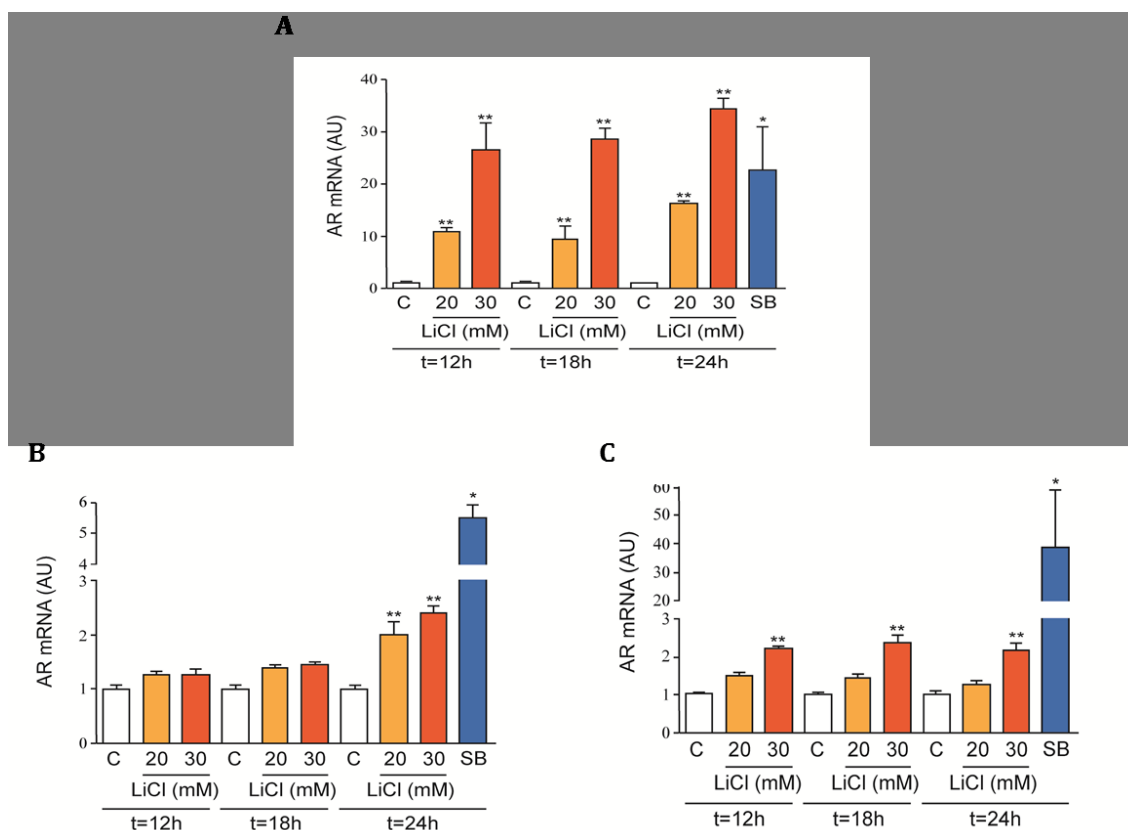 A
40
30
20
10
0
AR mRNA (AU)
** ** ** ** ** ** *
C 20 30 C 20 30 C 20 30 SB
LiCl (mM) LiCl (mM) LiCl (mM)
t=12h t=18h t=24h
B
6
5
4
3
2
1
0
AR mRNA (AU)
** ** *
C 20 30 C 20 30 C 20 30 SB
LiCl (mM) LiCl (mM) LiCl (mM)
t=12h t=18h t=24h
C
60
50
40
30
20
3
2
1
0
AR mRNA (AU)
** ** ** *
C 20 30 C 20 30 C 20 30 SB
LiCl (mM) LiCl (mM) LiCl (mM)
t=12h t=18h t=24h